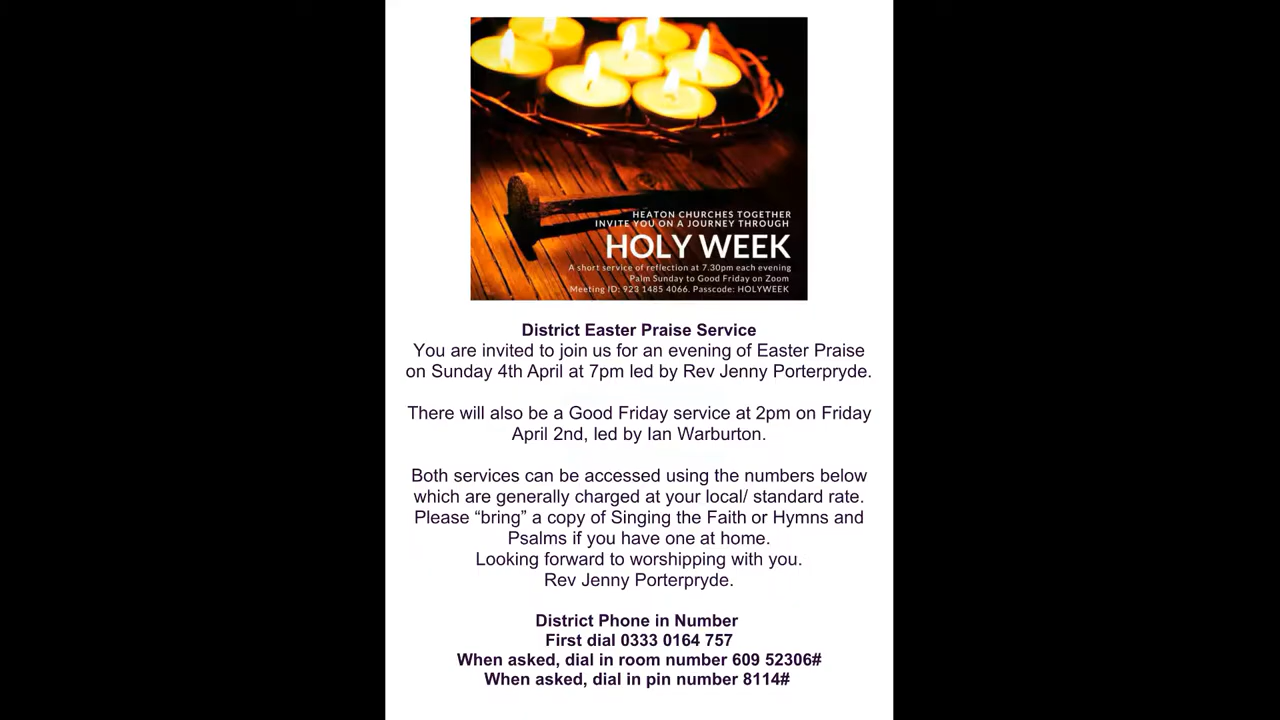 HEATON CHURCHES TOGETHER
INVITE YOU ON A JOURNEY THROUGH
HOLY WEEK
A short service of reflection at 7.30pm each evening
Palm Sunday to Good Friday on Zoom
Meeting ID: 923 1485 4066. Passcode: HOLYWEEK
District Easter Praise Service
You are invited to join us for an evening of Easter Praise
on Sunday 4th April at 7pm led by Rev Jenny Porterpryde.
There will also be a Good Friday service at 2pm on Friday
April 2nd, led by Ian Warburton.
Both services can be accessed using the numbers below
which are generally charged at your local/ standard rate.
Please “bring” a copy of Singing the Faith or Hymns and
Psalms if you have one at home.
Looking forward to worshipping with you.
Rev Jenny Porterpryde.
District Phone in Number
First dial 0333 0164 757
When asked, dial in room number 609 52306#
When asked, dial in pin number 8114#